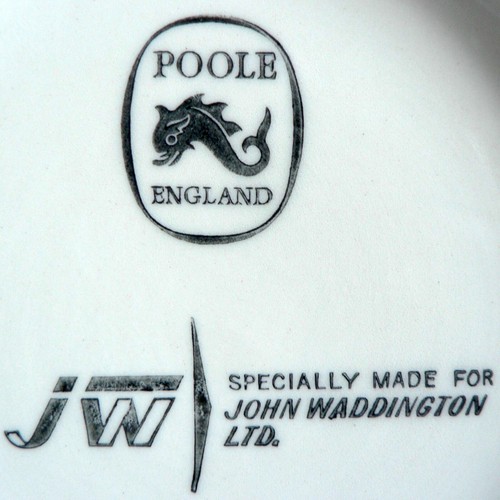 POOLE
ENGLAND
JW
SPECIALLY MADE FOR
JOHN WADDINGTON
LTD.